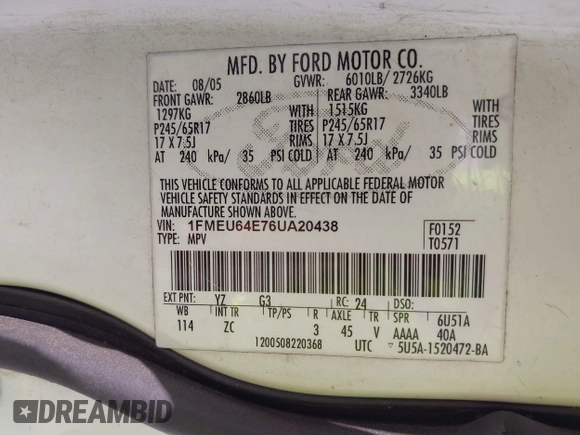 MFD. BY FORD MOTOR CO.
DATE: 08/05 GVWR: 6010LB/ 2726KG
FRONT GAWR: 2860LB REAR GAWR: 3340LB
1297KG WITH 1515KG WITH
P245/65R17 TIRES P245/65R17 TIRES
17 X 7.5J RIMS 17 X 7.5J RIMS
AT 240 kPa/ 35 PSI COLD AT 240 kPa/ 35 PSI COLD
THIS VEHICLE CONFORMS TO ALL APPLICABLE FEDERAL MOTOR
VEHICLE SAFETY STANDARDS IN EFFECT ON THE DATE OF
MANUFACTURE SHOWN ABOVE.
VIN: 1FMEU64E76UA20438
TYPE: MPV
F0152
T0571
EXT PNT: YZ G3 RC: 24 DSO:
WB INT TR TP/PS R AXLE TR SPR 6U51A
114 ZC 3 45 V AAAA 40A
1200508220368 UTC 5U5A-1520472-BA
Ford
DREAMBID